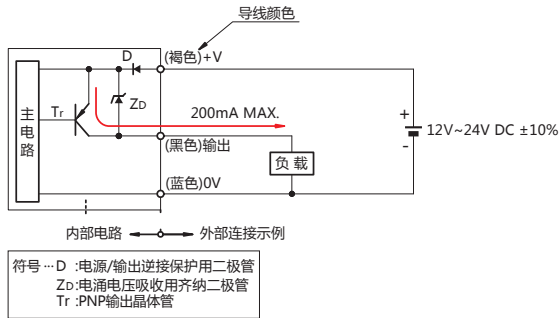 导线颜色
D
(褐色)+V
主电路
Tr
ZD
200mA MAX.
+
12V~24V DC ±10%
-
(黑色)输出
负 载
(蓝色)0V
内部电路
外部连接示例
符号···D :电源/输出逆接保护用二极管
ZD:电涌电压吸收用齐纳二极管
Tr :PNP输出晶体管